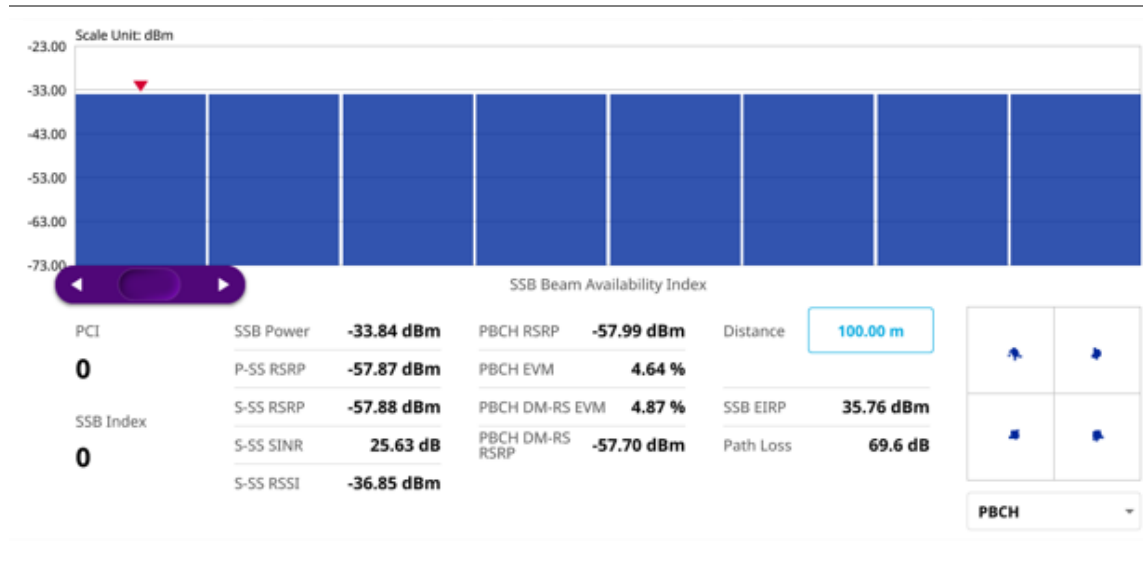 Scale Unit: dBm
-23.00
-33.00
-43.00
-53.00
-63.00
-73.00
SSB Beam Availability Index
PCI
0
SSB Index
0
SSB Power -33.84 dBm
P-SS RSRP -57.87 dBm
S-SS RSRP -57.88 dBm
S-SS SINR 25.63 dB
S-SS RSSI -36.85 dBm
PBCH RSRP -57.99 dBm
PBCH EVM 4.64 %
PBCH DM-RS EVM 4.87 %
PBCH DM-RS
RSRP -57.70 dBm
Distance 100.00 m
SSB EIRP 35.76 dBm
Path Loss 69.6 dB
PBCH